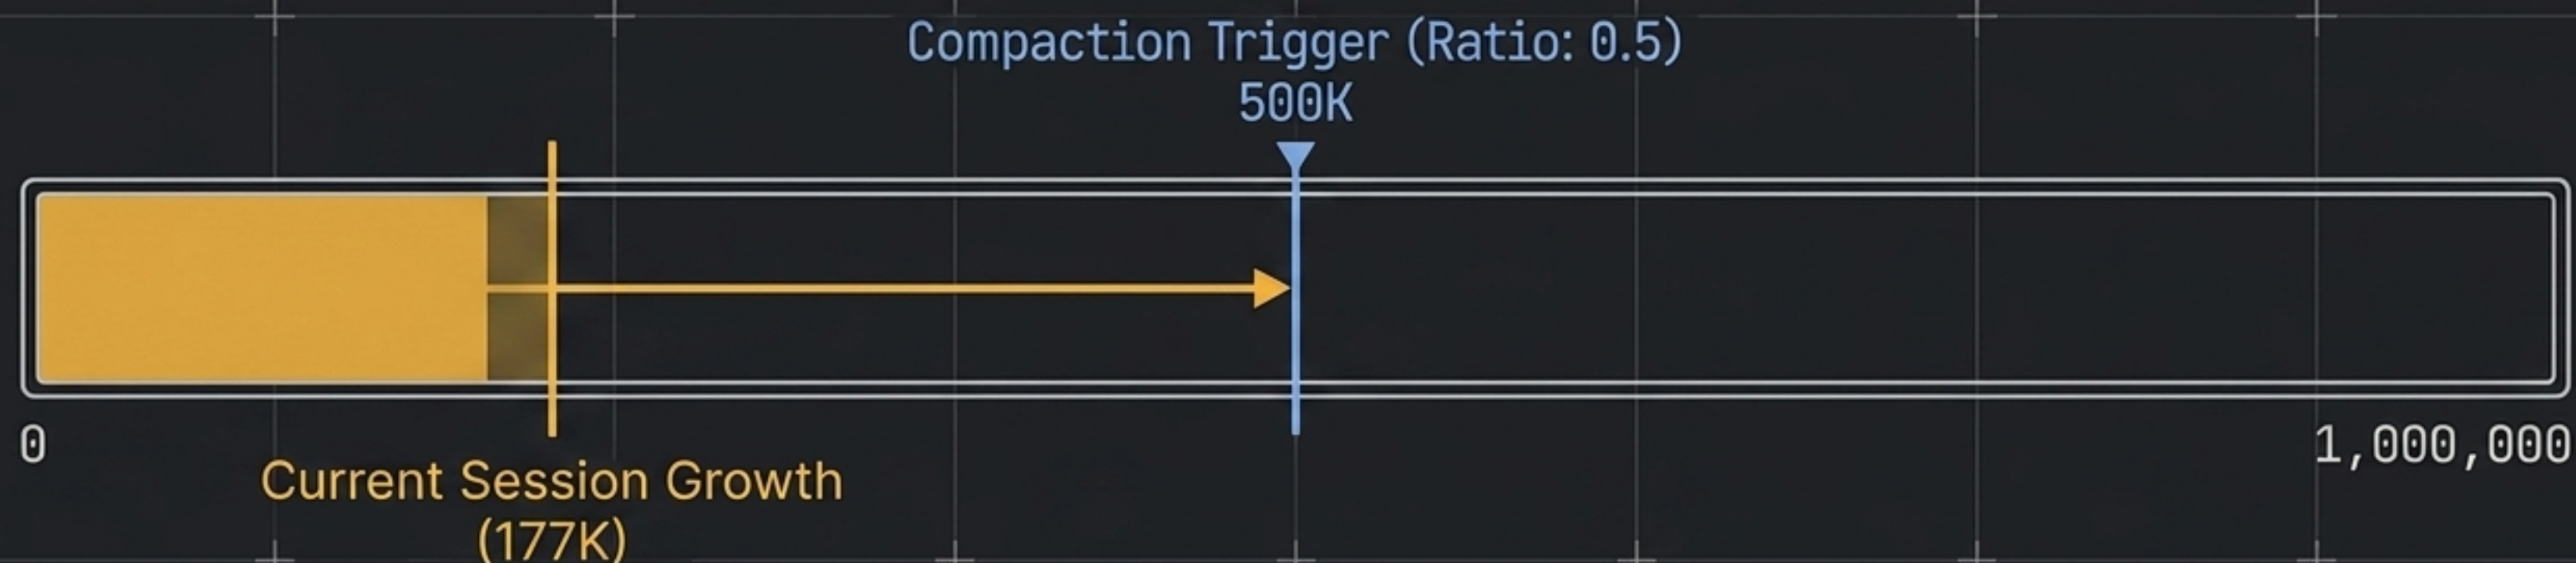 Compaction Trigger (Ratio: 0.5)
500K
0
1,000,000
Current Session Growth
(177K)